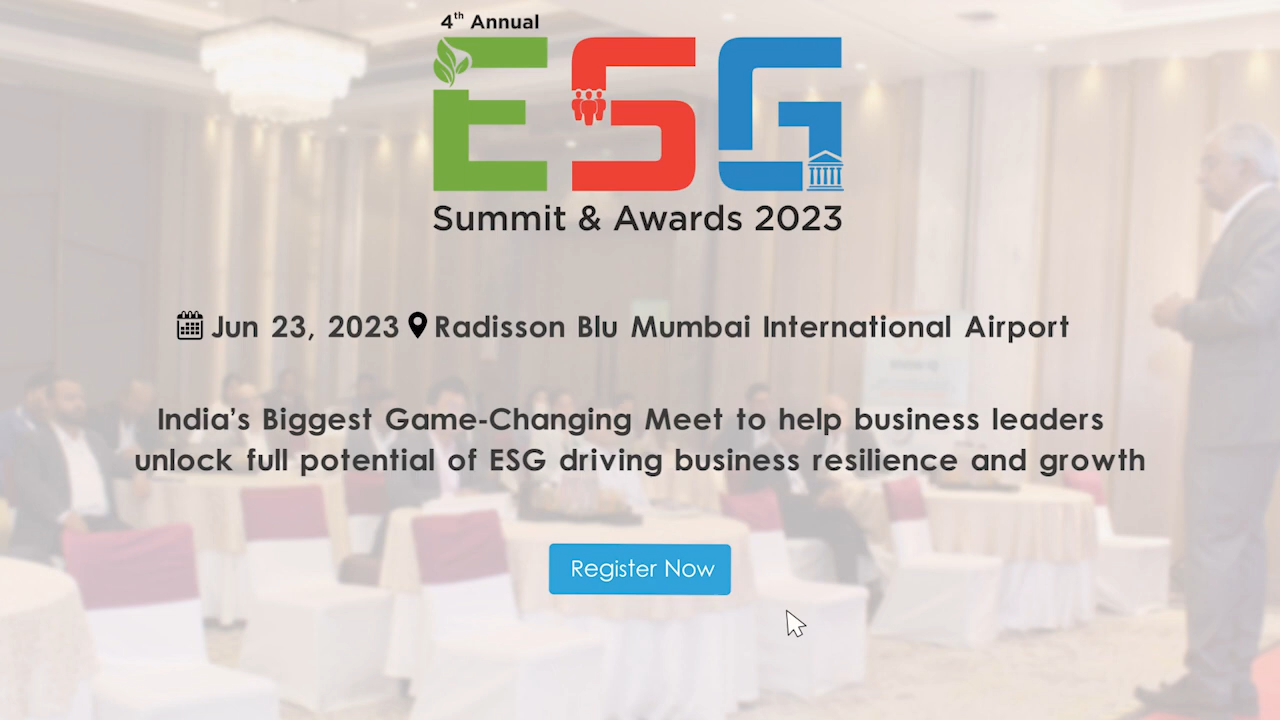 4th Annual
ESG
Summit & Awards 2023
Jun 23, 2023 Radisson Blu Mumbai International Airport
India's Biggest Game-Changing Meet to help business leaders
unlock full potential of ESG driving business resilience and growth
Register Now